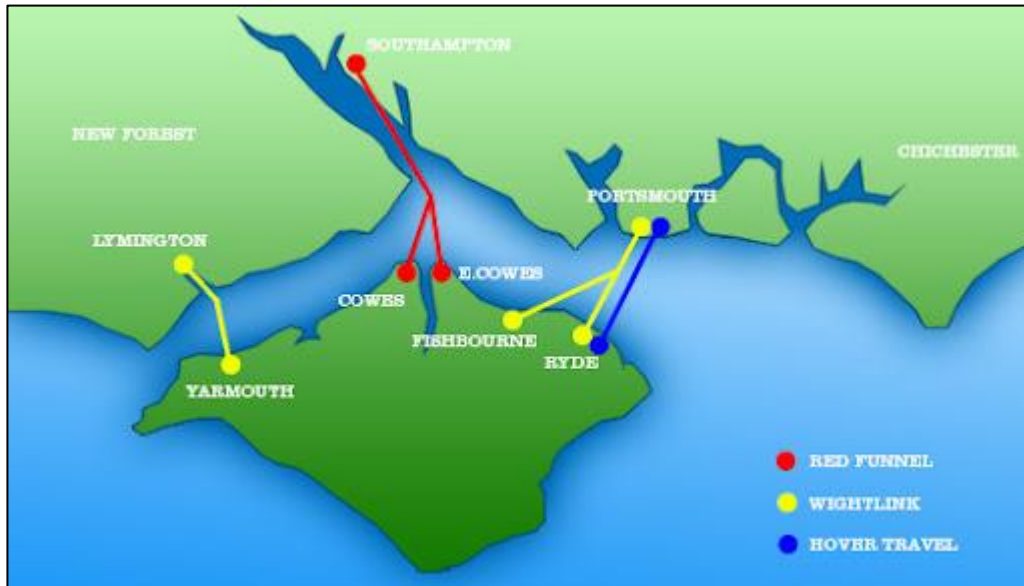 SOUTHAMPTON
NEW FOREST
CHICHESTER
PORTSMOUTH
LYMINGTON
E.COWES
COWES
FISHBOURNE
RYDE
YARMOUTH
RED FUNNEL
WIGHTLINK
HOVER TRAVEL